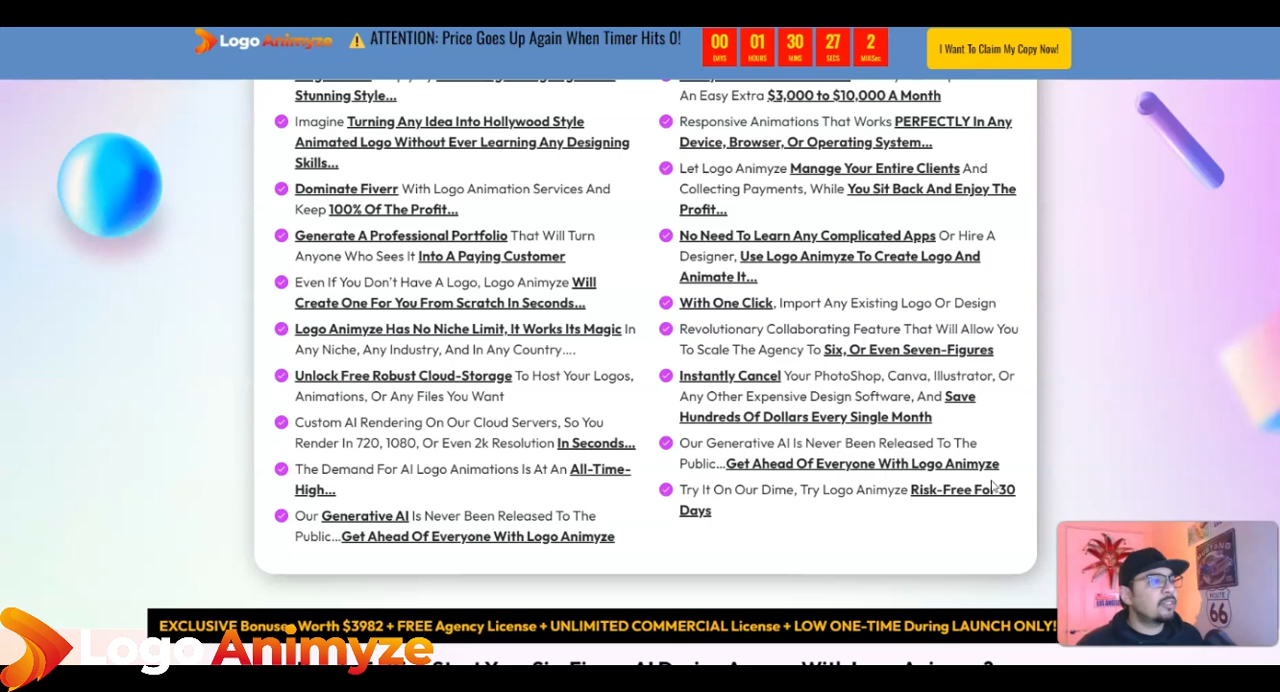 Logo Animyze
ATTENTION: Price Goes Up Again When Timer Hits 0!
00 01 30 27 2
DAYS HOURS MINS SECS MiliSec
I Want To Claim My Copy Now!
Stunning Style...
Imagine Turning Any Idea Into Hollywood Style
Animated Logo Without Ever Learning Any Designing
Skills...
Dominate Fiverr With Logo Animation Services And
Keep 100% Of The Profit...
Generate A Professional Portfolio That Will Turn
Anyone Who Sees It Into A Paying Customer
Even If You Don't Have A Logo, Logo Animyze Will
Create One For You From Scratch In Seconds...
Logo Animyze Has No Niche Limit, It Works Its Magic In
Any Niche, Any Industry, And In Any Country....
Unlock Free Robust Cloud-Storage To Host Your Logos,
Animations, Or Any Files You Want
Custom AI Rendering On Our Cloud Servers, So You
Render In 720, 1080, Or Even 2k Resolution In Seconds...
The Demand For AI Logo Animations Is At An All-Time-
High...
Our Generative AI Is Never Been Released To The
Public...Get Ahead Of Everyone With Logo Animyze
An Easy Extra $3,000 to $10,000 A Month
Responsive Animations That Works PERFECTLY In Any
Device, Browser, Or Operating System...
Let Logo Animyze Manage Your Entire Clients And
Collecting Payments, While You Sit Back And Enjoy The
Profit...
No Need To Learn Any Complicated Apps Or Hire A
Designer, Use Logo Animyze To Create Logo And
Animate It...
With One Click, Import Any Existing Logo Or Design
Revolutionary Collaborating Feature That Will Allow You
To Scale The Agency To Six, Or Even Seven-Figures
Instantly Cancel Your PhotoShop, Canva, Illustrator, Or
Any Other Expensive Design Software, And Save
Hundreds Of Dollars Every Single Month
Our Generative AI Is Never Been Released To The
Public...Get Ahead Of Everyone With Logo Animyze
Try It On Our Dime, Try Logo Animyze Risk-Free For 30
Days
MUSTANG
LOS ANGELES
ROUTE
66
EXCLUSIVE Bonuses Worth $3982 + FREE Agency License + UNLIMITED COMMERCIAL License + LOW ONE-TIME During LAUNCH ONLY!
Logo Animyze